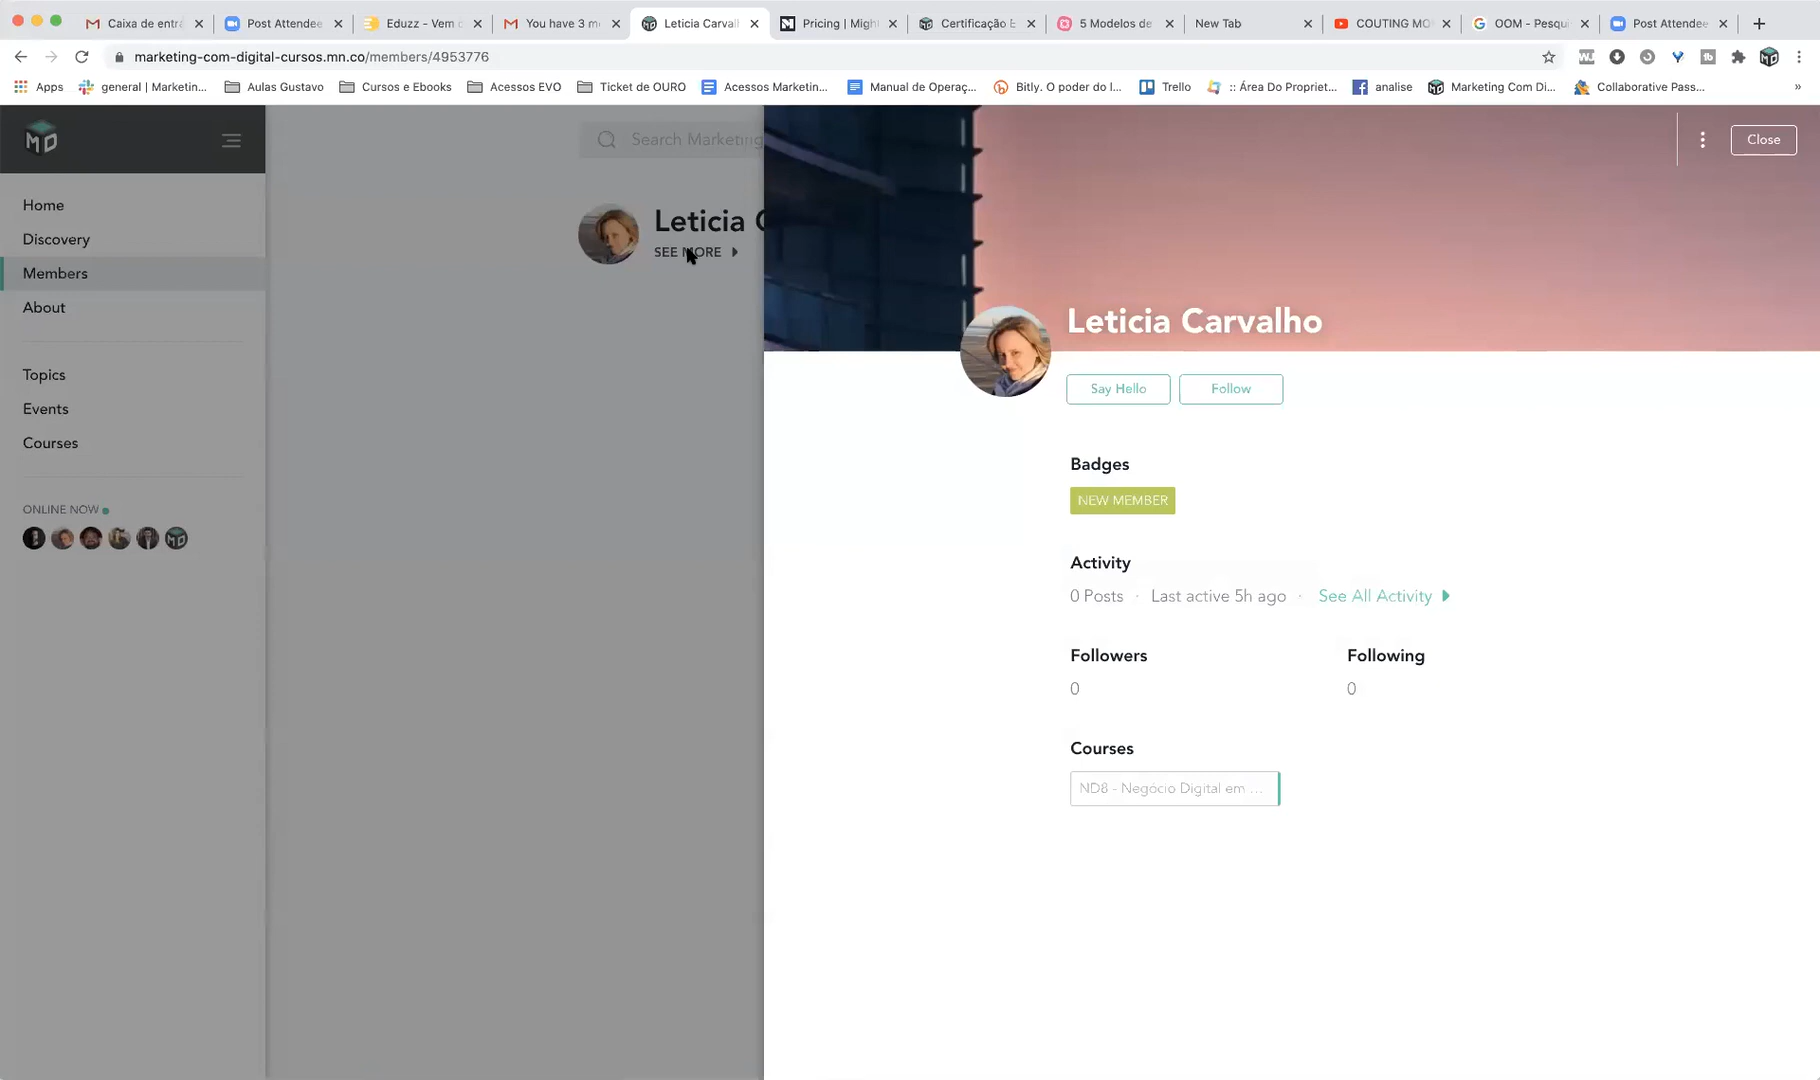 Caixa de entr
Post Attendee
Eduzz - Vem d
You have 3 m
Leticia Carval
Pricing | Migh
Certificação E
5 Modelos de
New Tab
COUTING MO
OOM - Pesqui
Post Attendee
marketing-com-digital-cursos.mn.co/members/4953776
Apps
general | Marketin...
Aulas Gustavo
Cursos e Ebooks
Acessos EVO
Ticket de OURO
Acessos Marketin...
Manual de Operaç...
Bitly. O poder do l...
Trello
:: Área Do Propriet...
analise
Marketing Com Di...
Collaborative Pass...
»
MD
Search Marketing
Close
Home
Discovery
Members
About
Topics
Events
Courses
ONLINE NOW
Leticia C
SEE MORE
Leticia Carvalho
Say Hello
Follow
Badges
NEW MEMBER
Activity
0 Posts · Last active 5h ago · See All Activity
Followers
Following
0
0
Courses
ND8 - Negócio Digital em ...